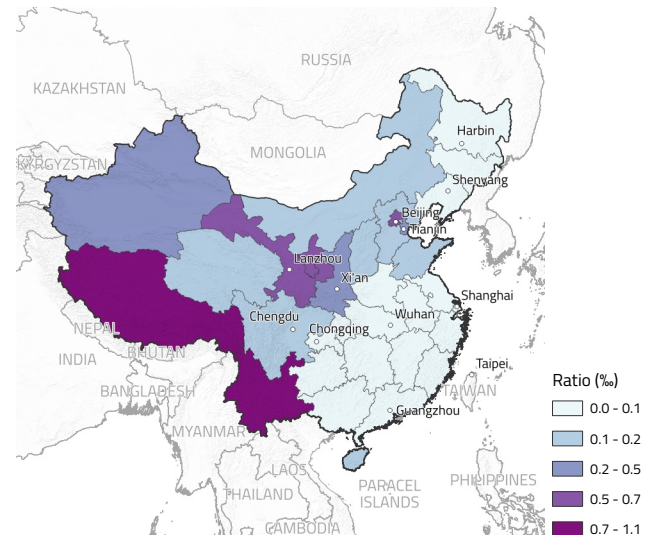 RUSSIA
KAZAKHSTAN
Harbin
MONGOLIA
KYRGYZSTAN
Shenyang
Beijing
Tianjin
Lanzhou
Xi'an
Shanghai
Chengdu
Wuhan
Chongqing
NEPAL
BHUTAN
INDIA
Taipei
BANGLADESH
TAIWAN
Guangzhou
MYANMAR
LAOS
THAILAND
PARACEL
ISLANDS
PHILIPPINES
CAMBODIA
Ratio (‰)
0.0 - 0.1
0.1 - 0.2
0.2 - 0.5
0.5 - 0.7
0.7 - 1.1